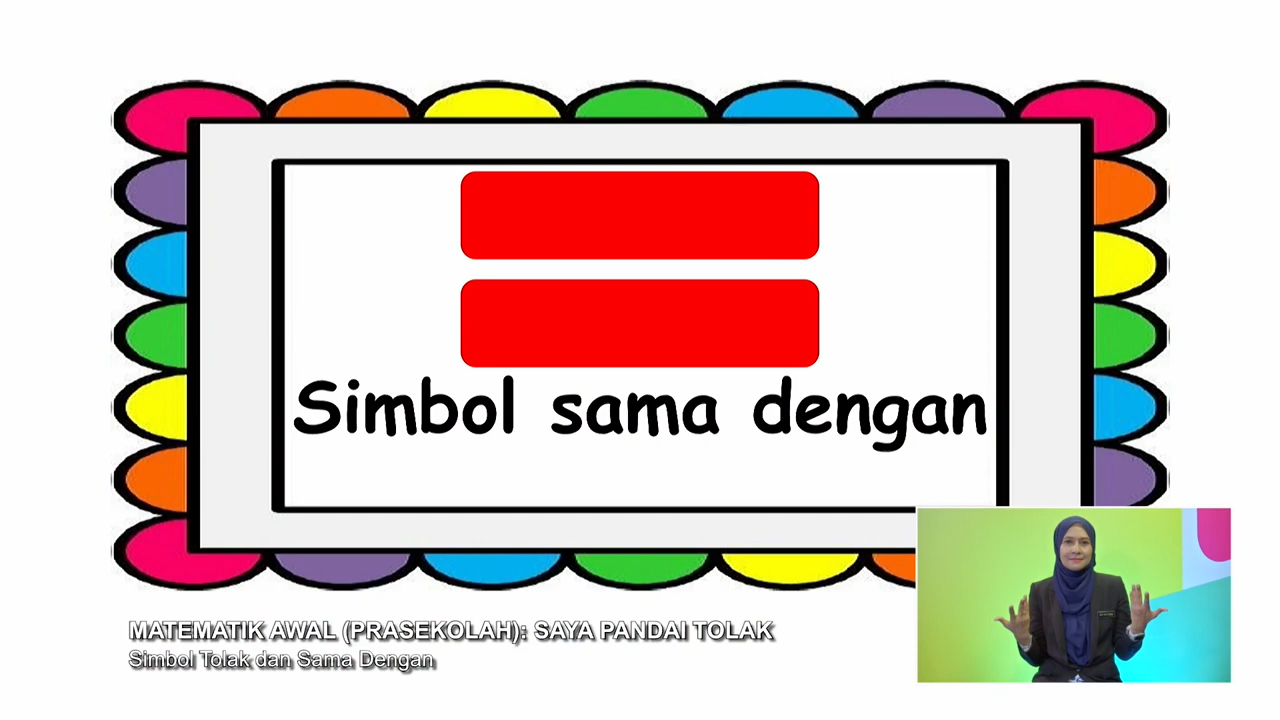 Simbol sama dengan
MATEMATIK AWAL (PRASEKOLAH): SAYA PANDAI TOLAK
Simbol Tolak dan Sama Dengan